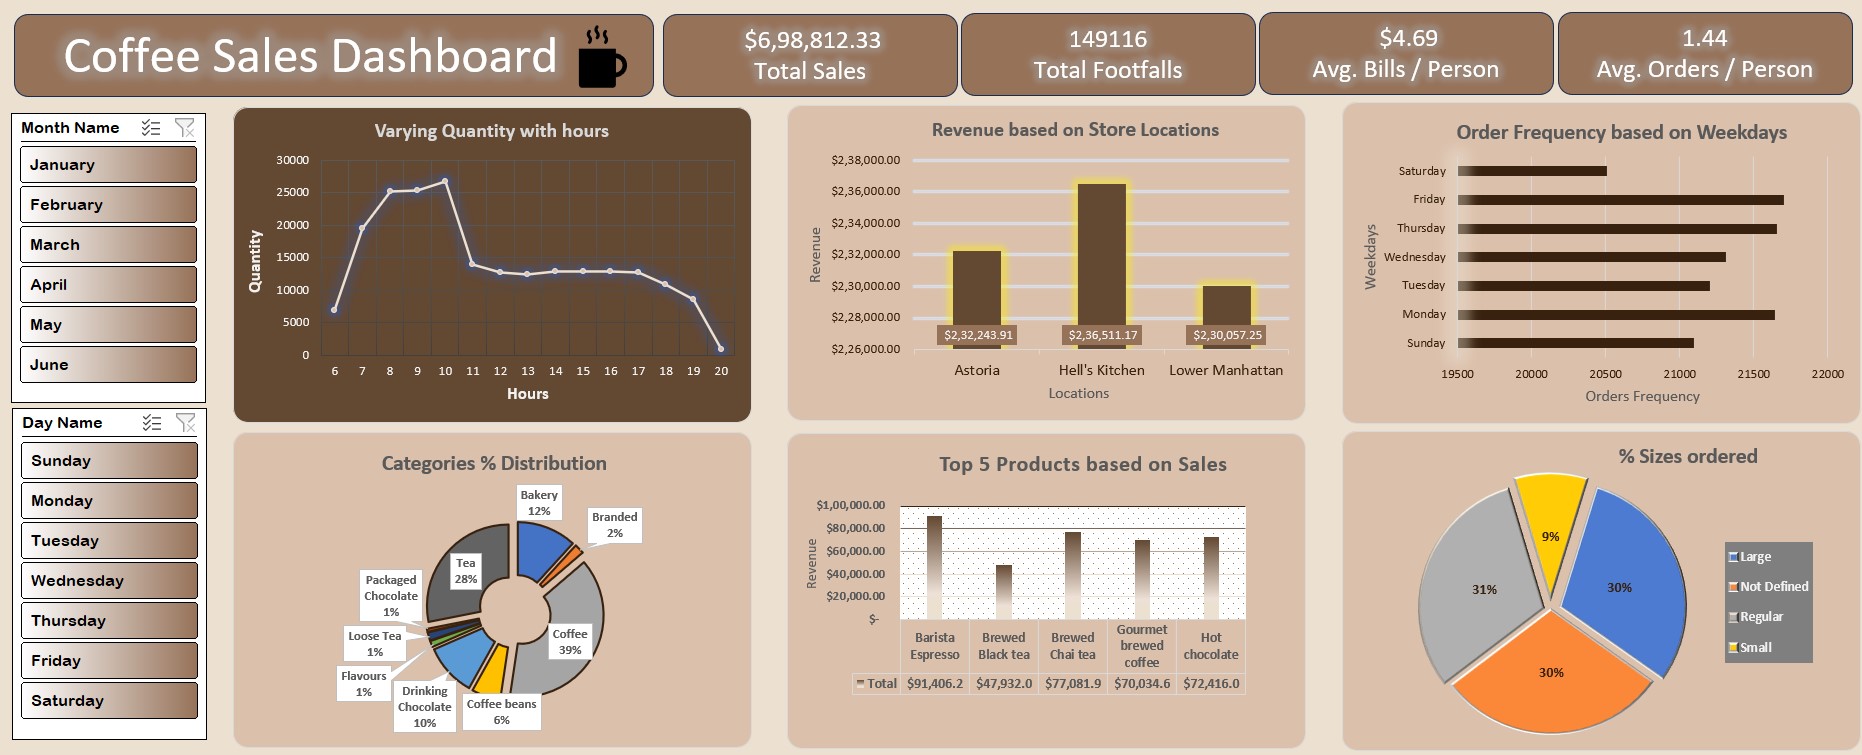 Coffee Sales Dashboard
$6,98,812.33
Total Sales
149116
Total Footfalls
$4.69
Avg. Bills / Person
1.44
Avg. Orders / Person
Month Name
January
February
March
April
May
June
Day Name
Sunday
Monday
Tuesday
Wednesday
Thursday
Friday
Saturday
Varying Quantity with hours
Quantity
30000
25000
20000
15000
10000
5000
0
6 7 8 9 10 11 12 13 14 15 16 17 18 19 20
Hours
Revenue based on Store Locations
Revenue
$2,38,000.00
$2,36,000.00
$2,34,000.00
$2,32,000.00
$2,30,000.00
$2,28,000.00
$2,26,000.00
$2,32,243.91 $2,36,511.17 $2,30,057.25
Astoria Hell's Kitchen Lower Manhattan
Locations
Order Frequency based on Weekdays
Weekdays
Saturday
Friday
Thursday
Wednesday
Tuesday
Monday
Sunday
19500 20000 20500 21000 21500 22000
Orders Frequency
Categories % Distribution
Bakery
12%
Branded
2%
Tea
28%
Packaged
Chocolate
1%
Loose Tea
1%
Coffee
39%
Flavours
1%
Drinking
Chocolate
10%
Coffee beans
6%
Top 5 Products based on Sales
Revenue
$1,00,000.00
$80,000.00
$60,000.00
$40,000.00
$20,000.00
$-
Barista
Espresso
Brewed
Black tea
Brewed
Chai tea
Gourmet
brewed
coffee
Hot
chocolate
Total $91,406.2 $47,932.0 $77,081.9 $70,034.6 $72,416.0
% Sizes ordered
9%
31%
30%
30%
Large
Not Defined
Regular
Small